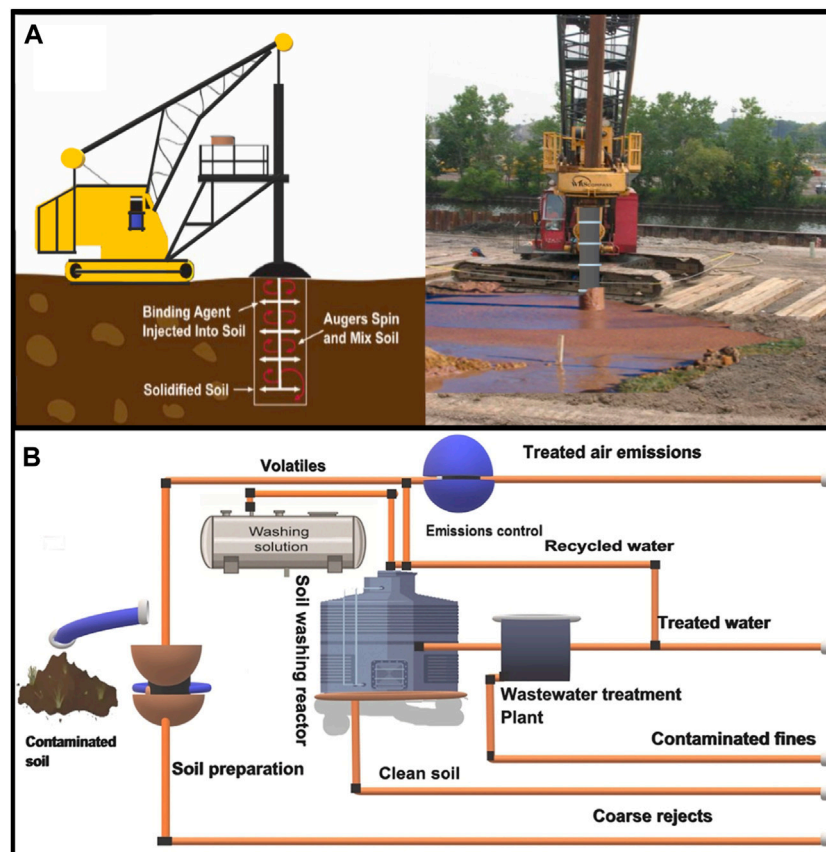 A
Binding Agent
Injected Into Soil
Augers Spin
and Mix Soil
Solidified Soil
B
Volatiles
Treated air emissions
Washing
solution
Emissions control
Recycled water
Soil washing reactor
Treated water
Wastewater treatment
Plant
Contaminated
soil
Soil preparation
Clean soil
Contaminated fines
Coarse rejects